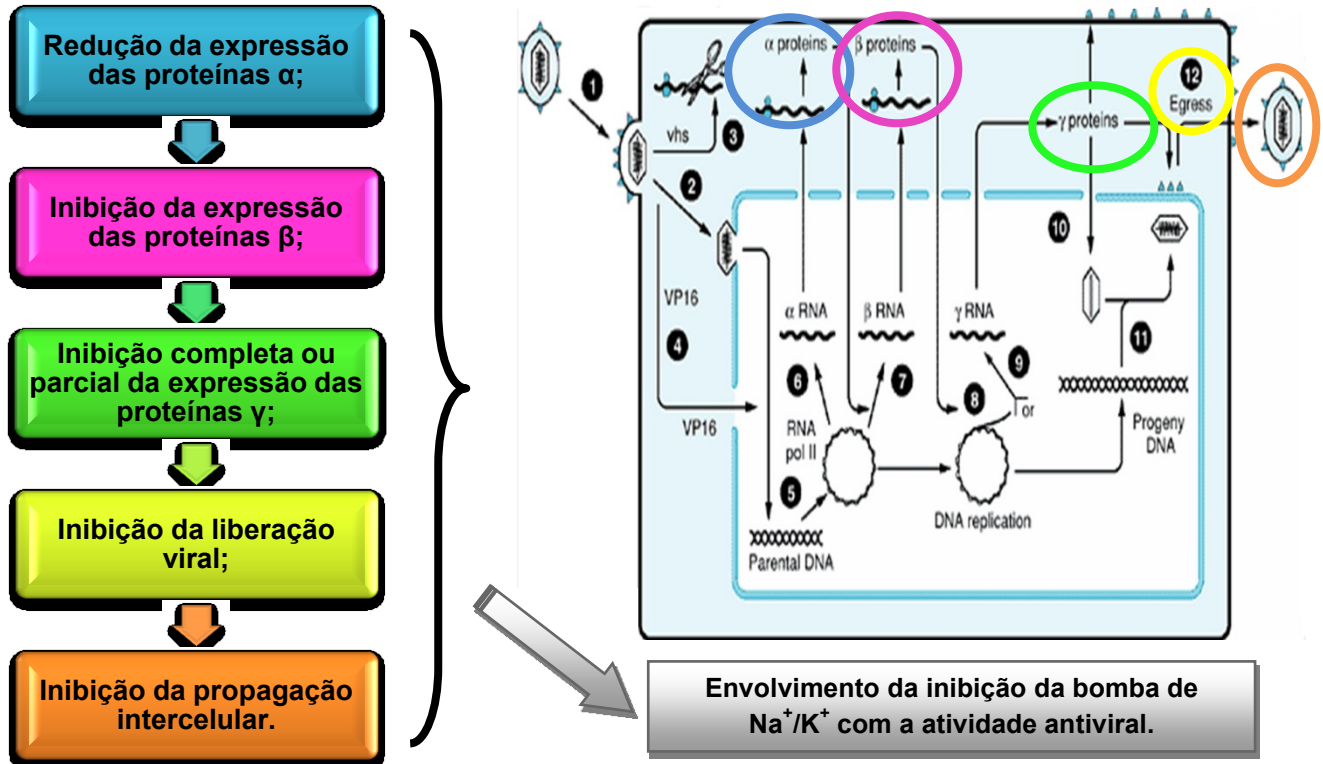 Redução da expressão
das proteínas α;
Inibição da expressão
das proteínas β;
Inibição completa ou
parcial da expressão das
proteínas γ;
Inibição da liberação
viral;
Inibição da propagação
intercelular.
α proteins
β proteins
12
Egress
1
vhs
3
γ proteins
2
10
VP16
α RNA
β RNA
γ RNA
4
11
9
6
7
8
or
VP16
RNA
pol II
Progeny
DNA
5
DNA replication
Parental DNA
Envolvimento da inibição da bomba de
Na⁺/K⁺ com a atividade antiviral.